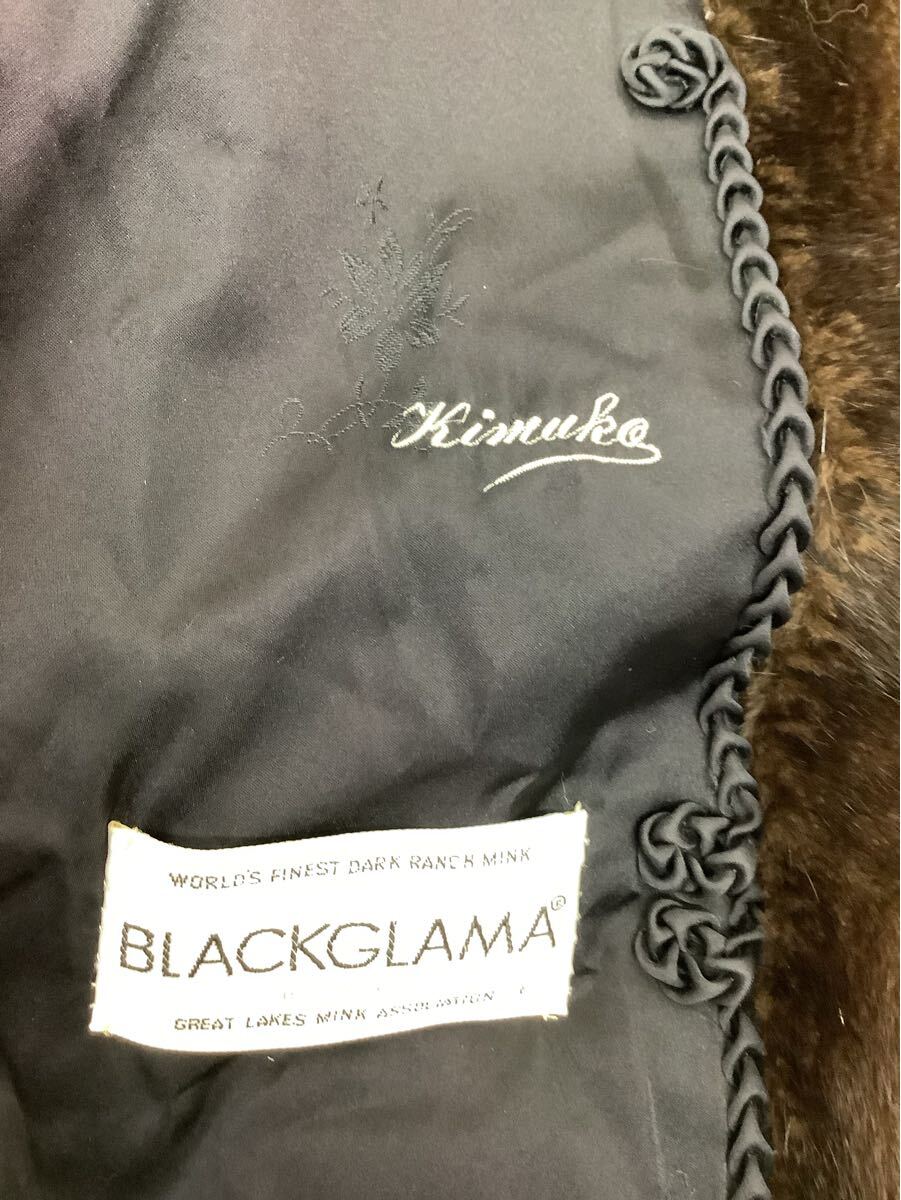 Kimuko
WORLD'S FINEST DARK RANCH MINK
BLACKGLAMA®
GREAT LAKES MINK ASSOCIATION